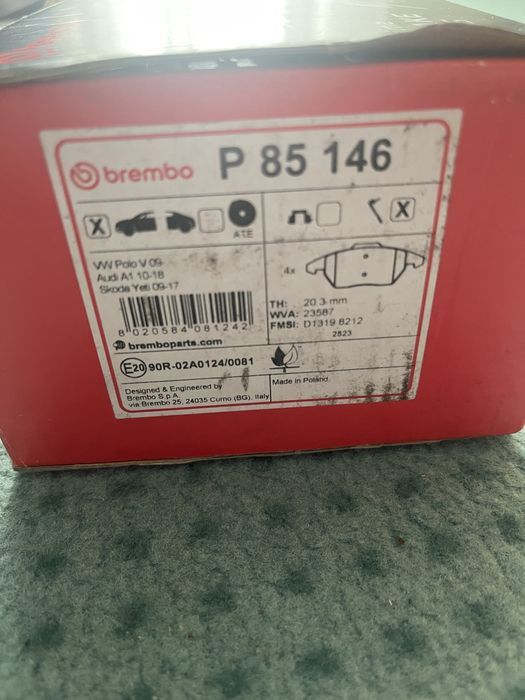 brembo P 85 146
X ATE X
VW Polo V 09-
Audi A1 10-18
Skoda Yeti 09-17
4x
8 020584 081242
TH: 20.3 mm
WVA: 23587
FMSI: D1319 8212
2823
bremboparts.com
E20 90R-02A0124/0081
Designed & Engineered by
Brembo S.p.A.
via Brembo 25, 24035 Curno (BG), Italy
Made in Poland